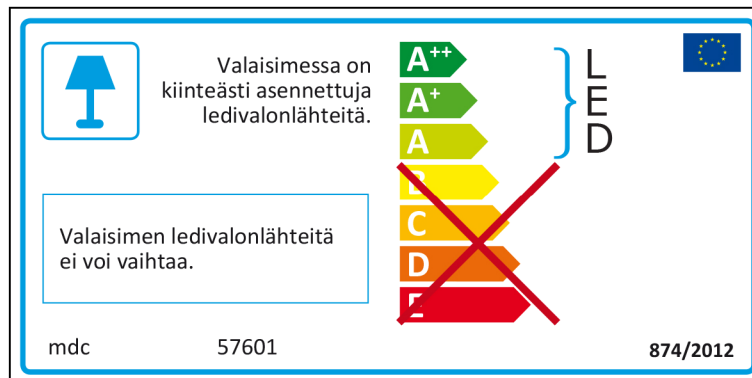 Valaisimessa on
kiinteästi asennettuja
ledivalonlähteitä.
A++
A+
A
B
C
D
E
L
E
D
Valaisimen ledivalonlähteitä
ei voi vaihtaa.
mdc 57601 874/2012